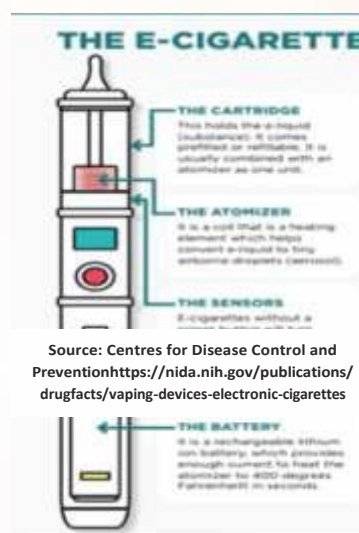 THE E-CIGARETTE
THE CARTRIDGE
This holds the e-liquid
(substance). It comes
prefilled or refillable. It is
usually combined with an
atomizer as one unit.
THE ATOMIZER
It is a coil that is a heating
element which helps
convert e-liquid to tiny
airborne droplets (aerosol).
THE SENSORS
E-cigarettes without a
Source: Centres for Disease Control and
Preventionhttps://nida.nih.gov/publications/
drugfacts/vaping-devices-electronic-cigarettes
THE BATTERY
It is a rechargeable lithium
ion battery, which provides
enough current to heat the
atomizer to 400 degrees
Fahrenheit in seconds.